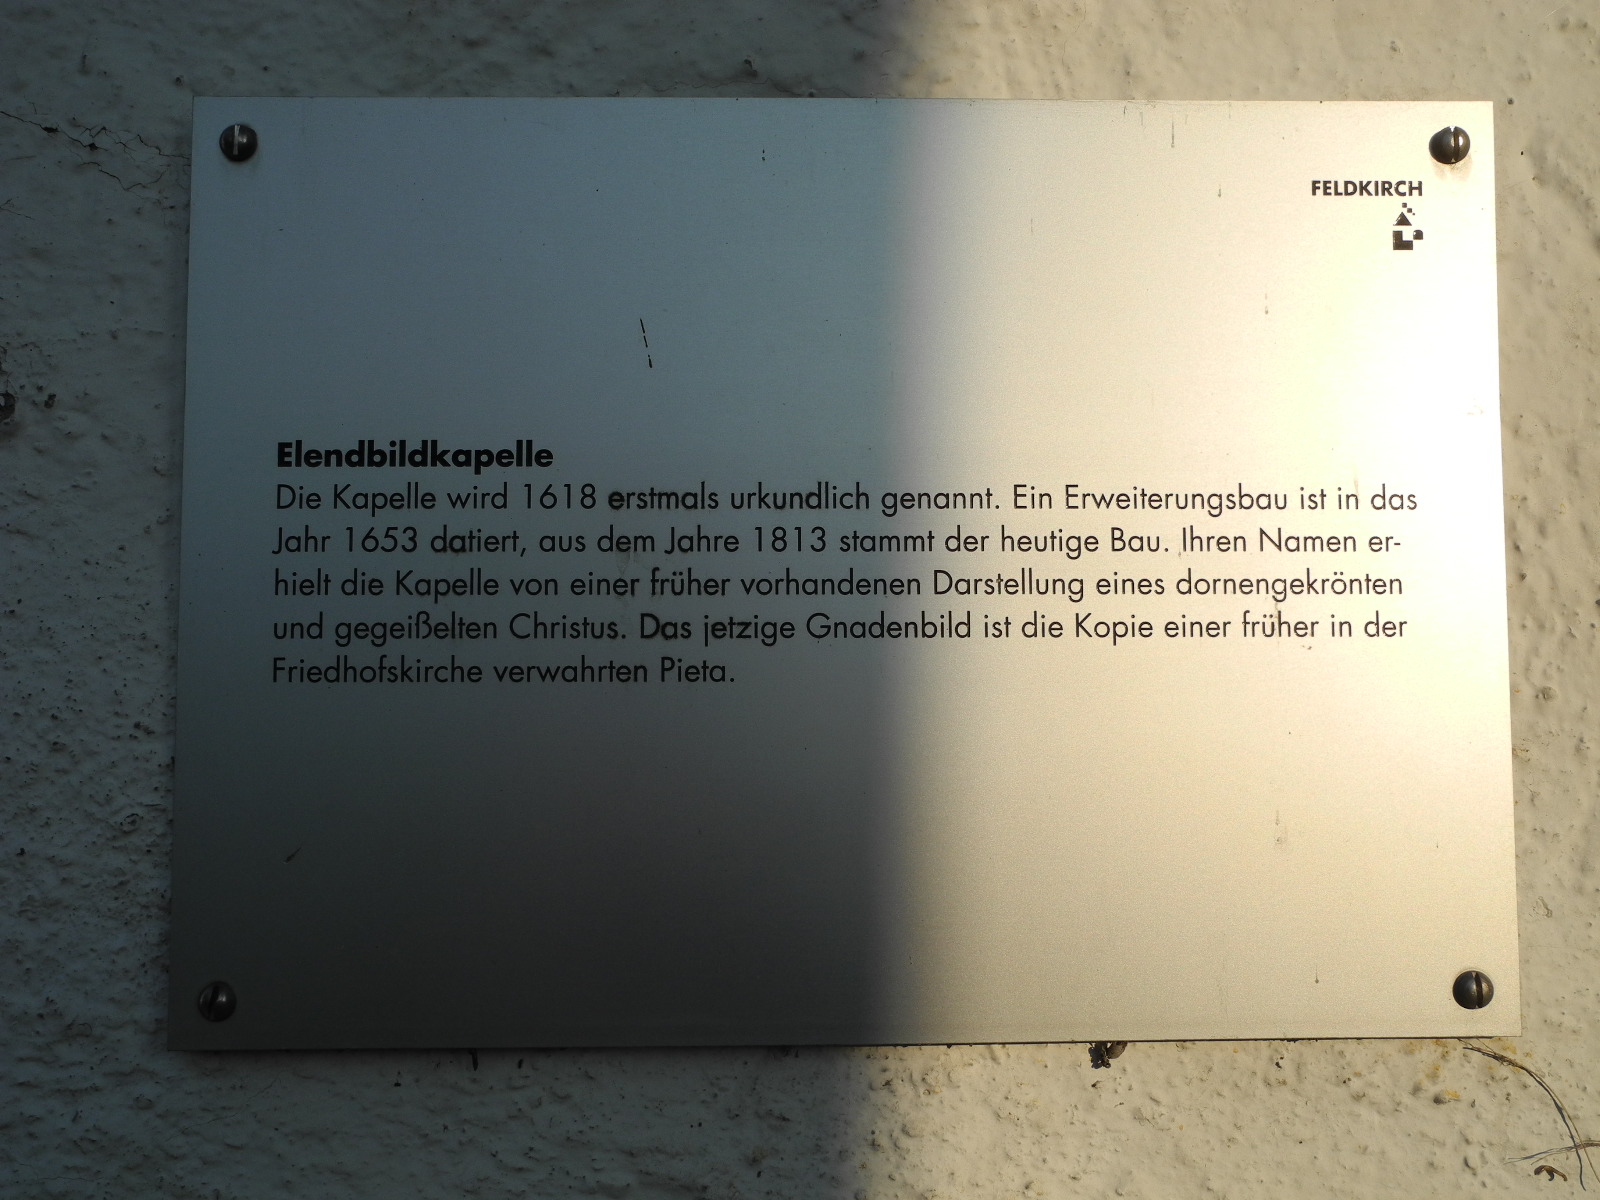 FELDKIRCH
Elendbildkapelle
Die Kapelle wird 1618 erstmals urkundlich genannt. Ein Erweiterungsbau ist in das
Jahr 1653 datiert, aus dem Jahre 1813 stammt der heutige Bau. Ihren Namen er-
hielt die Kapelle von einer früher vorhandenen Darstellung eines dornengekrönten
und gegeißelten Christus. Das jetzige Gnadenbild ist die Kopie einer früher in der
Friedhofskirche verwahrten Pieta.